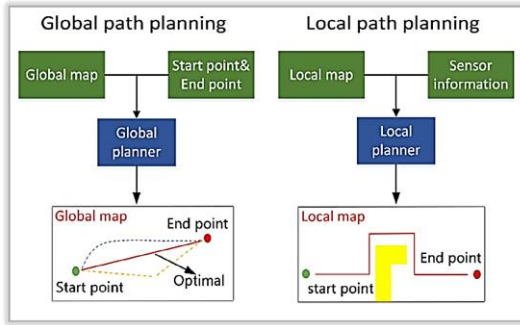 Global path planning
Global map
Start point&
End point
Global
planner
Global map
End point
Start point
Optimal
Local path planning
Local map
Sensor
information
Local
planner
Local map
End point
start point